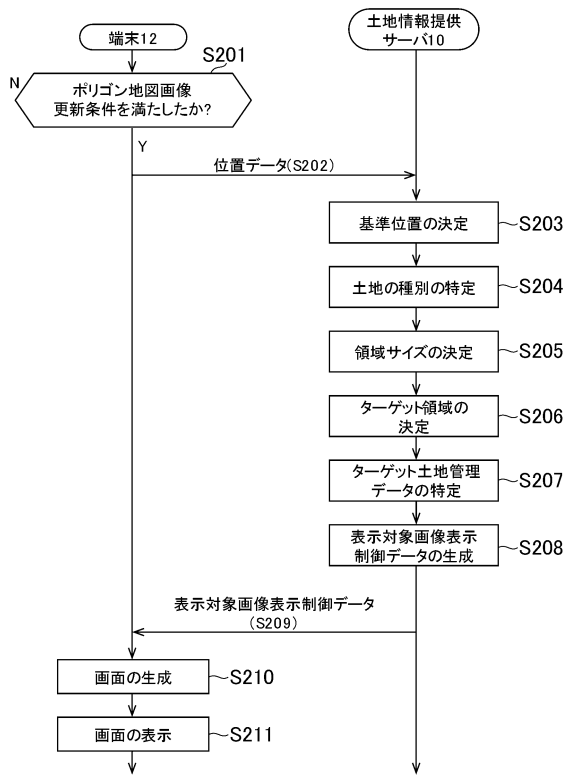 端末12
土地情報提供
サーバ10
S201
N
ポリゴン地図画像
更新条件を満たしたか?
Y
位置データ(S202)
基準位置の決定
S203
土地の種別の特定
S204
領域サイズの決定
S205
ターゲット領域の
決定
S206
ターゲット土地管理
データの特定
S207
表示対象画像表示
制御データの生成
S208
表示対象画像表示制御データ
(S209)
画面の生成
S210
画面の表示
S211